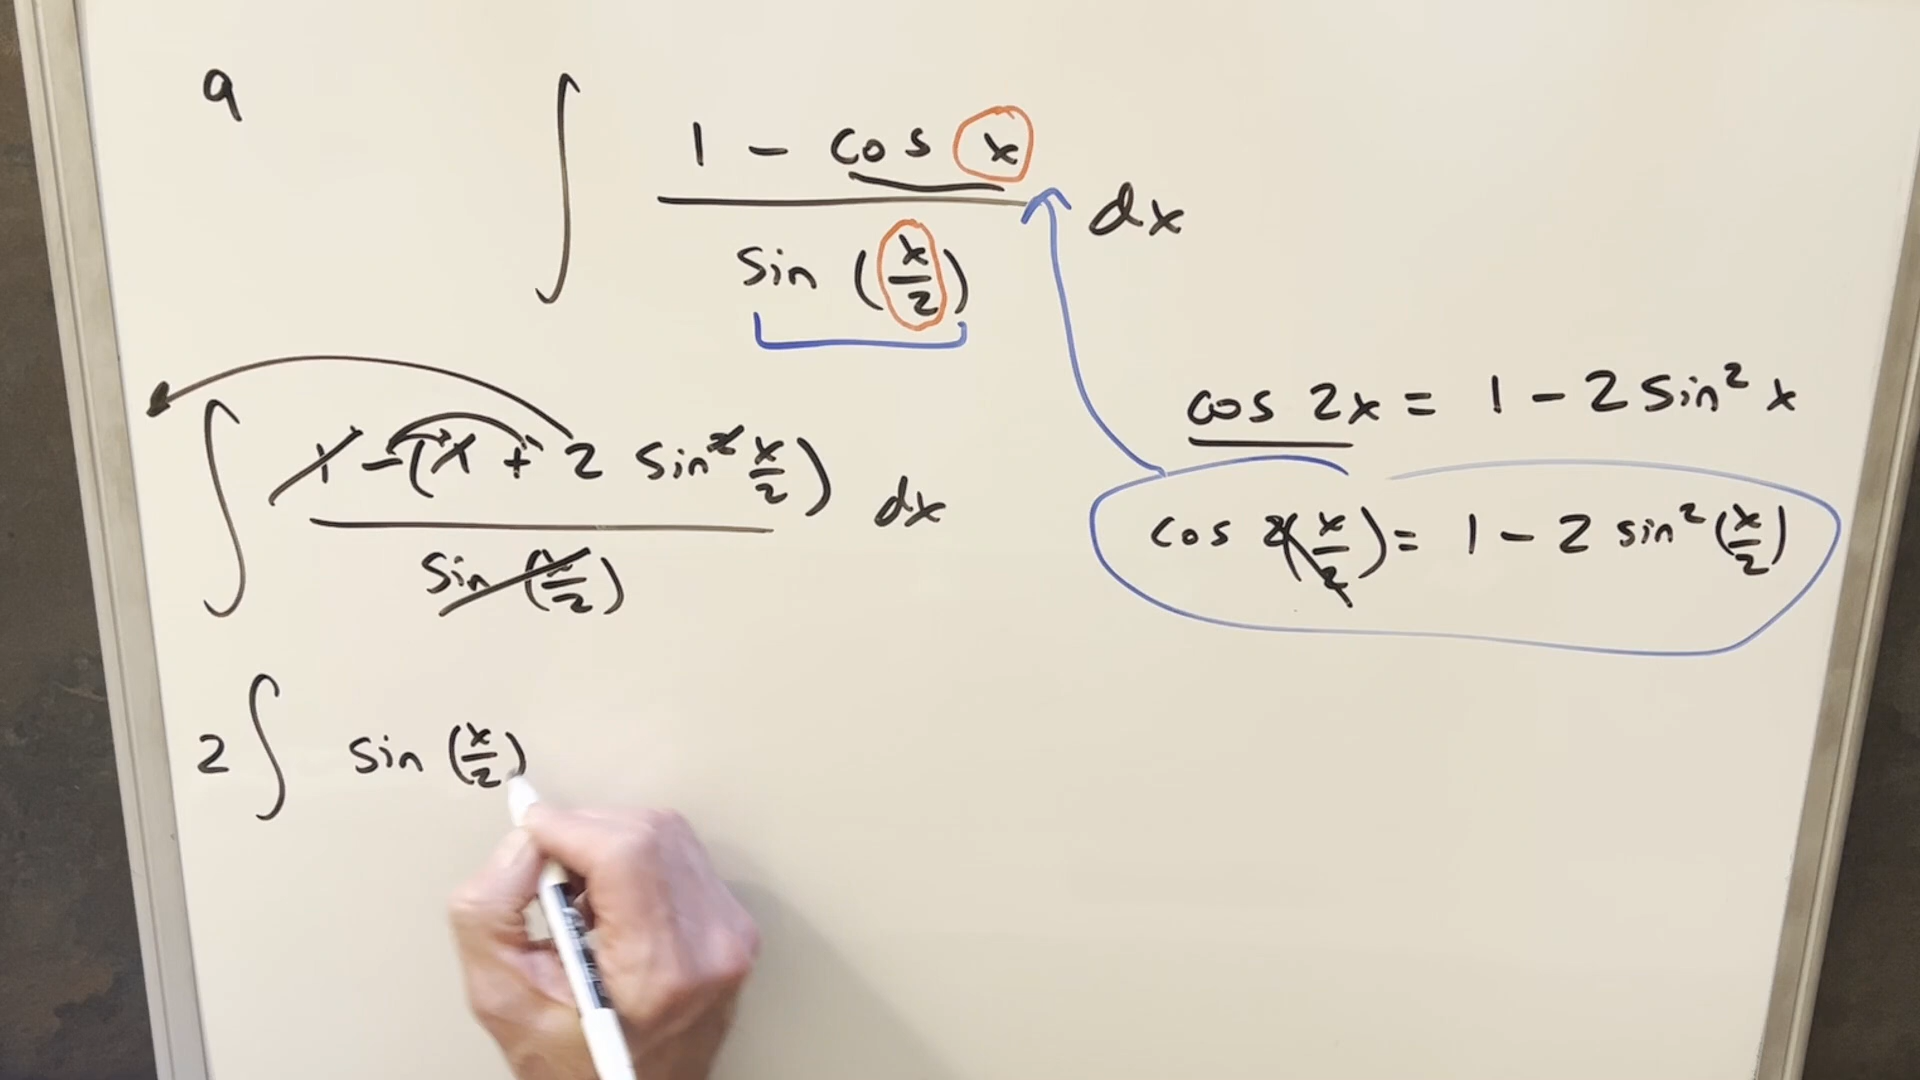 9
∫ (1 - cos x) / (sin (x/2)) dx
cos 2x = 1 - 2 sin² x
∫ (1 - (1 + 2 sin² x/2)) / (sin (x/2)) dx
cos 2(x/2) = 1 - 2 sin² (x/2)
2 ∫ sin (x/2)